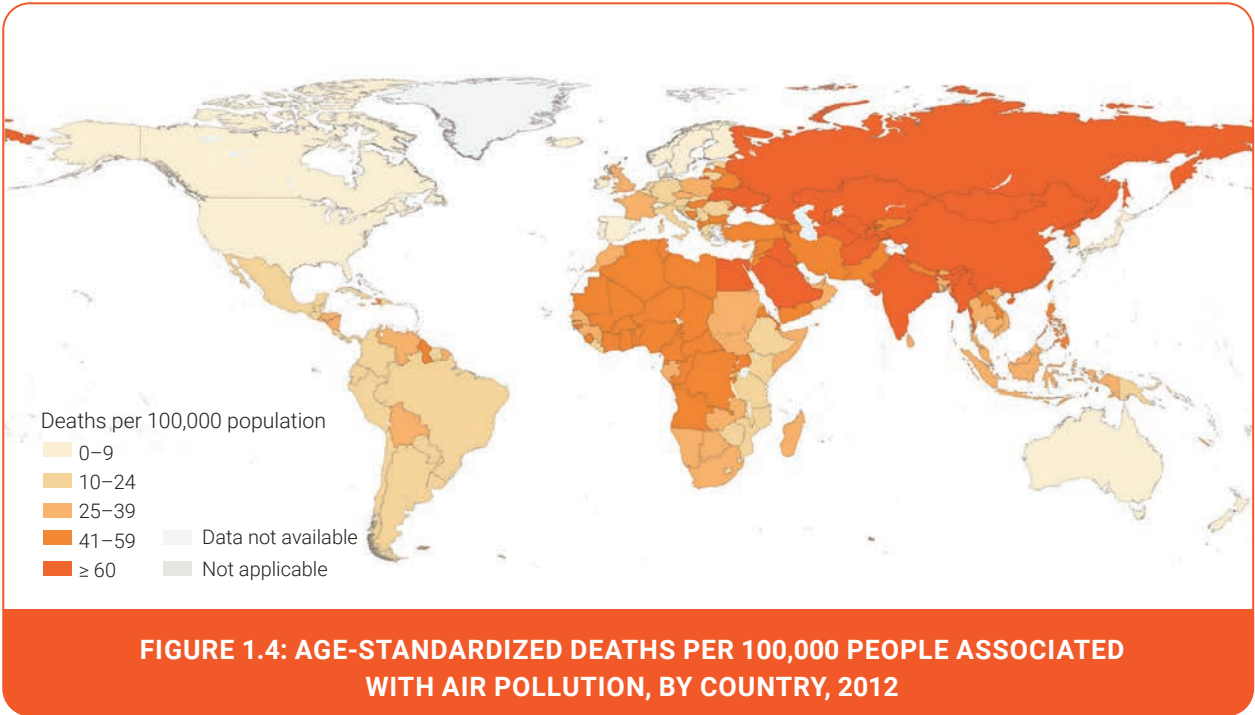 Deaths per 100,000 population
0–9
10–24
25–39
41–59
≥ 60
Data not available
Not applicable
FIGURE 1.4: AGE-STANDARDIZED DEATHS PER 100,000 PEOPLE ASSOCIATED
WITH AIR POLLUTION, BY COUNTRY, 2012